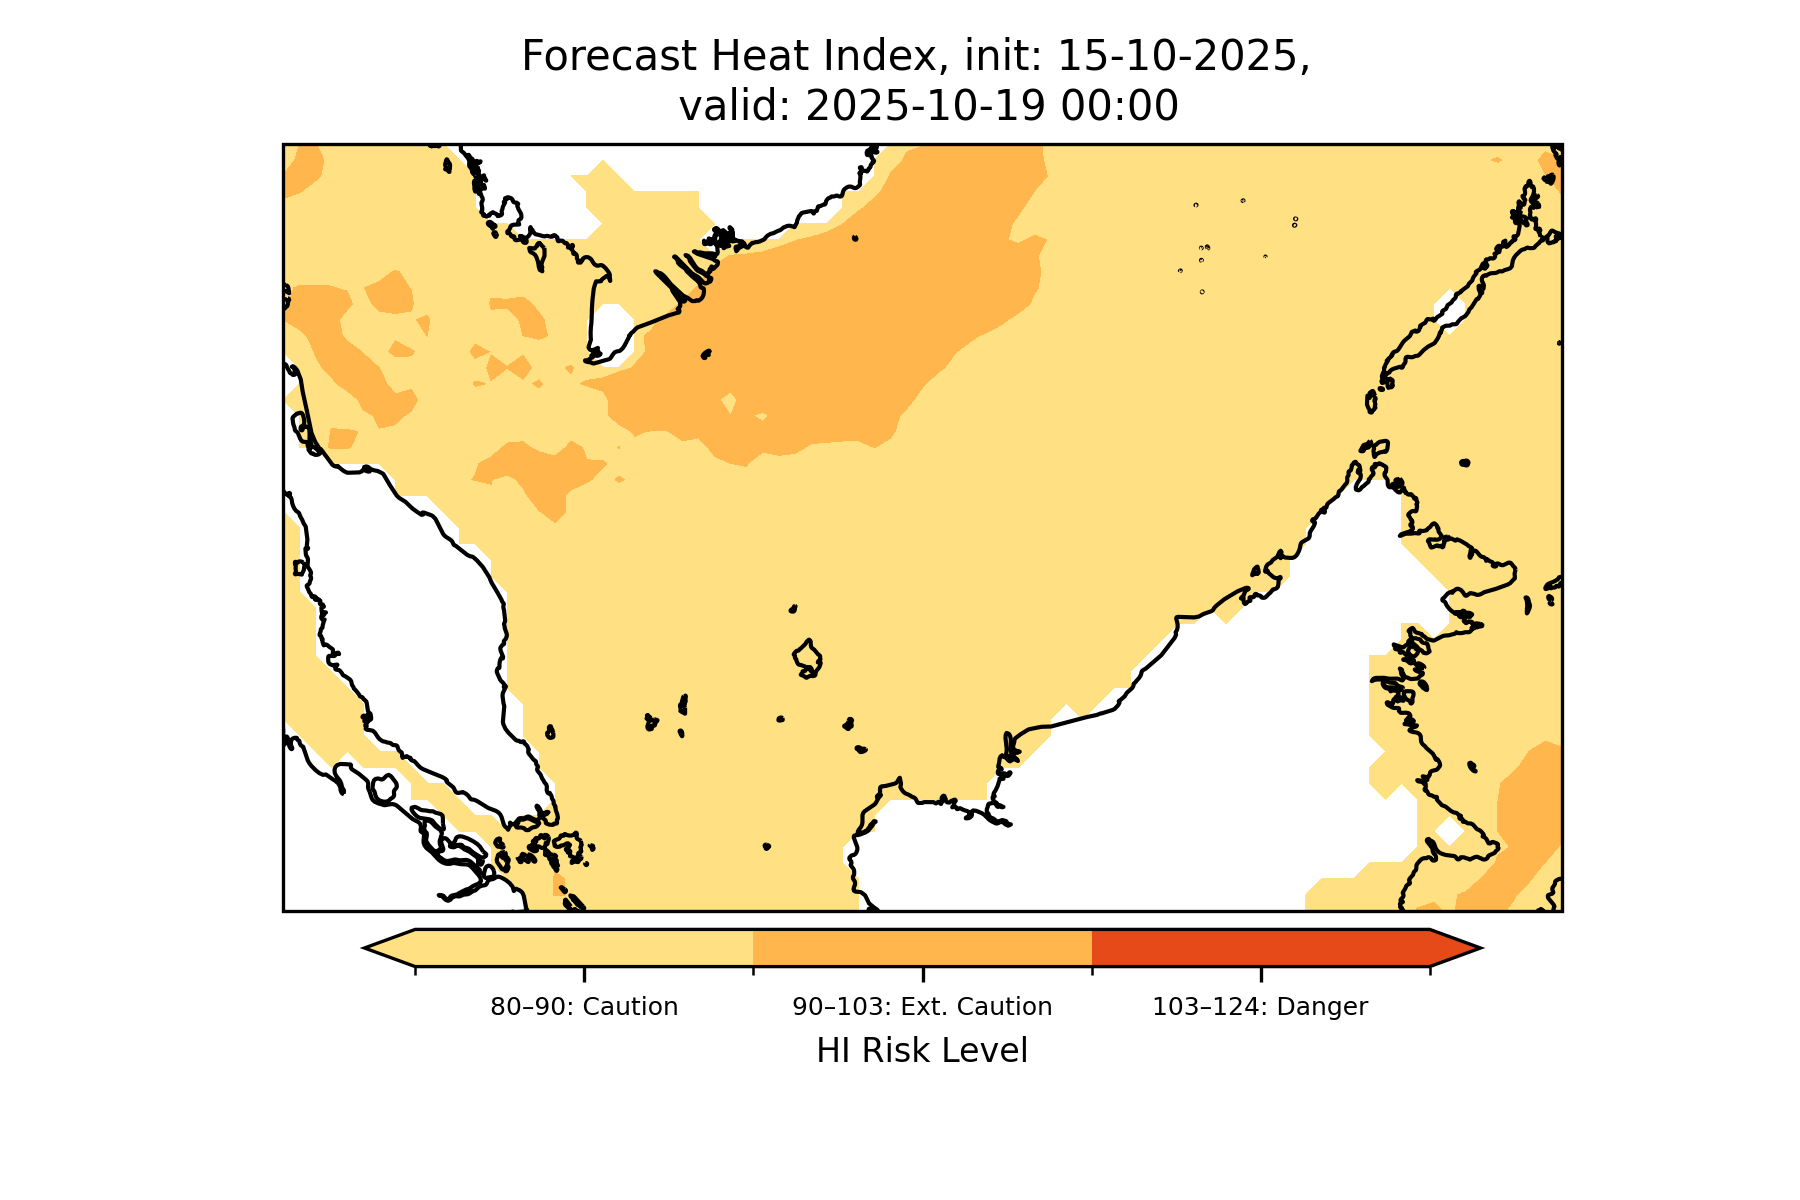 Forecast Heat Index, init: 15-10-2025,
valid: 2025-10-19 00:00
80–90: Caution
90–103: Ext. Caution
103–124: Danger
HI Risk Level